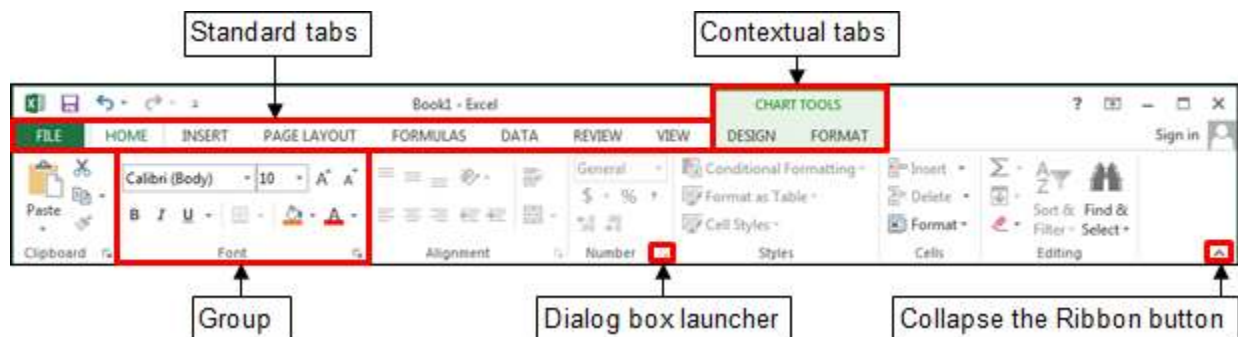 Standard tabs
Contextual tabs
Book1 - Excel
CHART TOOLS
FILE HOME INSERT PAGE LAYOUT FORMULAS DATA REVIEW VIEW DESIGN FORMAT Sign in
Calibri (Body) 10 A A General Conditional Formatting Insert Σ A Z
Paste B I U A $ % , Format as Table Delete Sort & Find &
Cell Styles Format Filter Select
Clipboard Font Alignment Number Styles Cells Editing
Group
Dialog box launcher
Collapse the Ribbon button